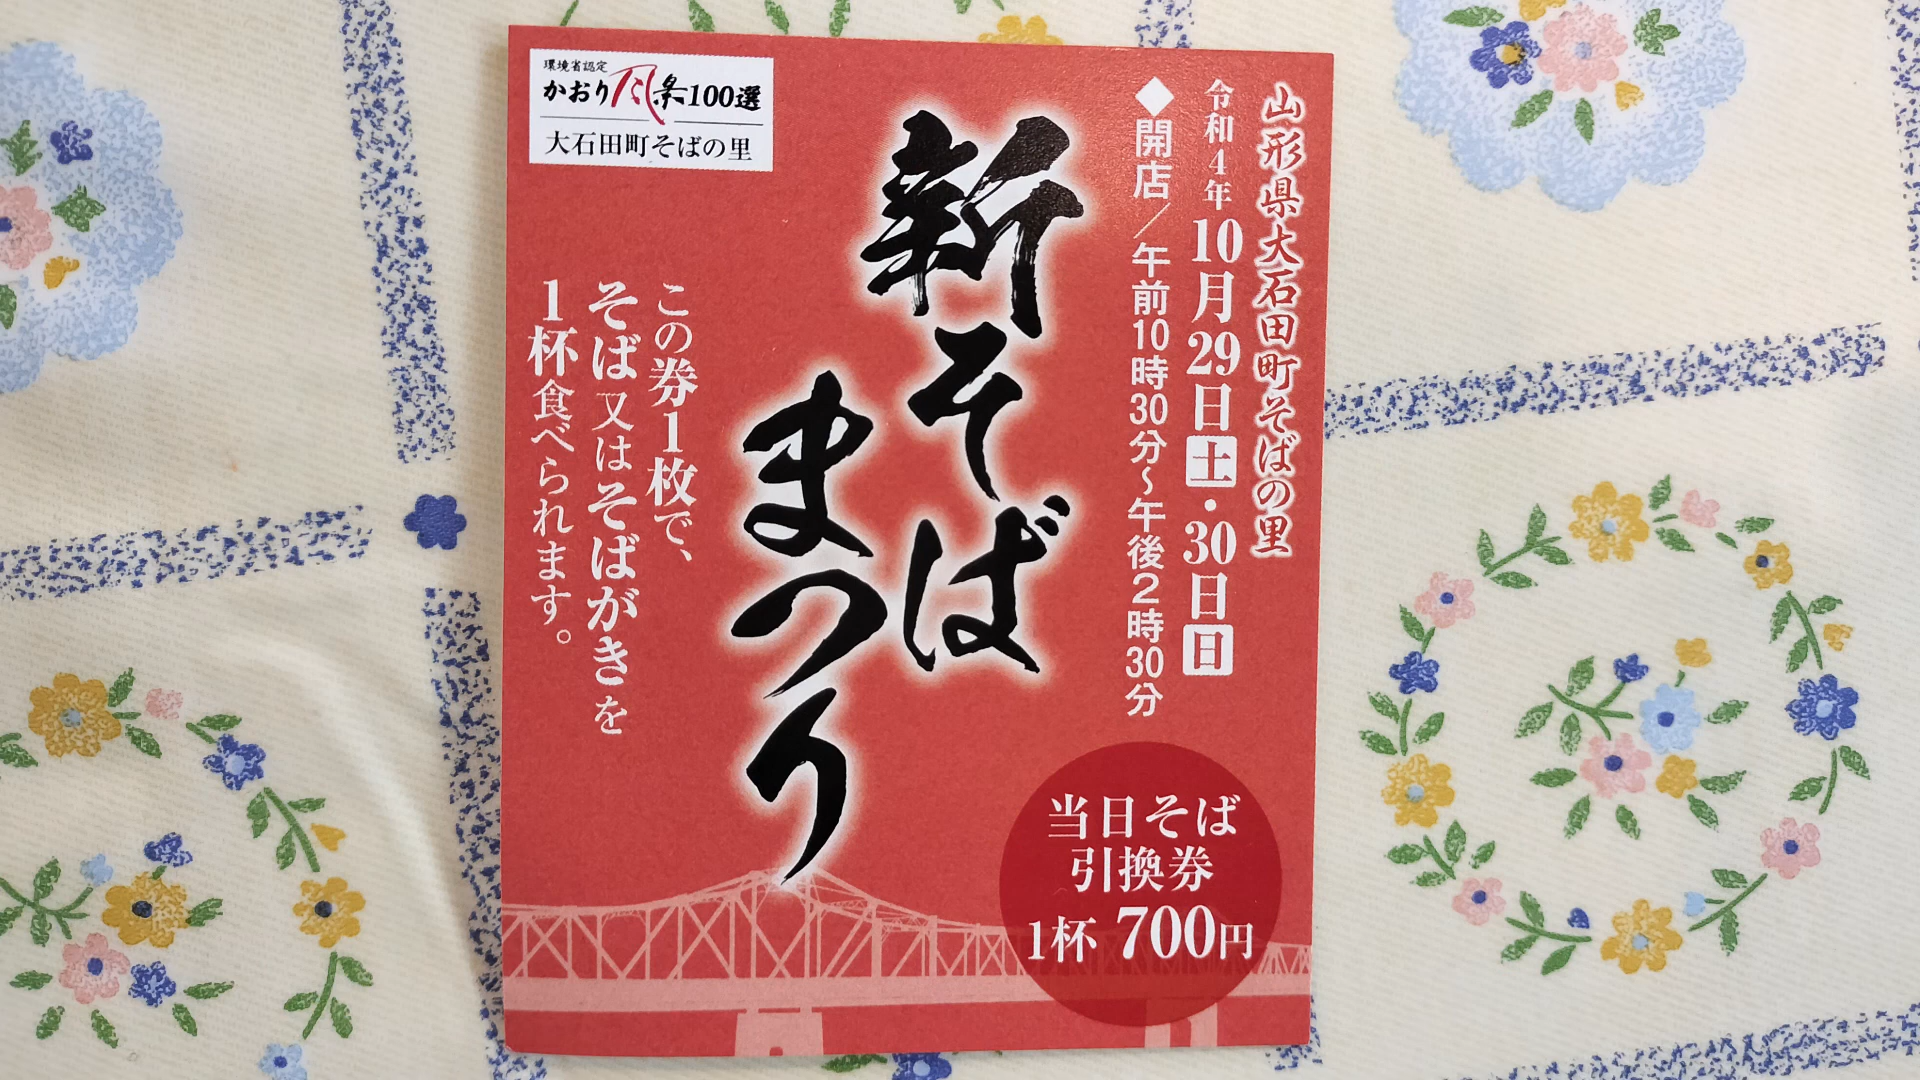 環境省認定
かおり風景100選
大石田町そばの里
山形県大石田町そばの里
令和4年10月29日土・30日日
◆開店/午前10時30分~午後2時30分
新そば
まつり
この券1枚で、
そば又はそばがきを
1杯食べられます。
当日そば
引換券
1杯 700円